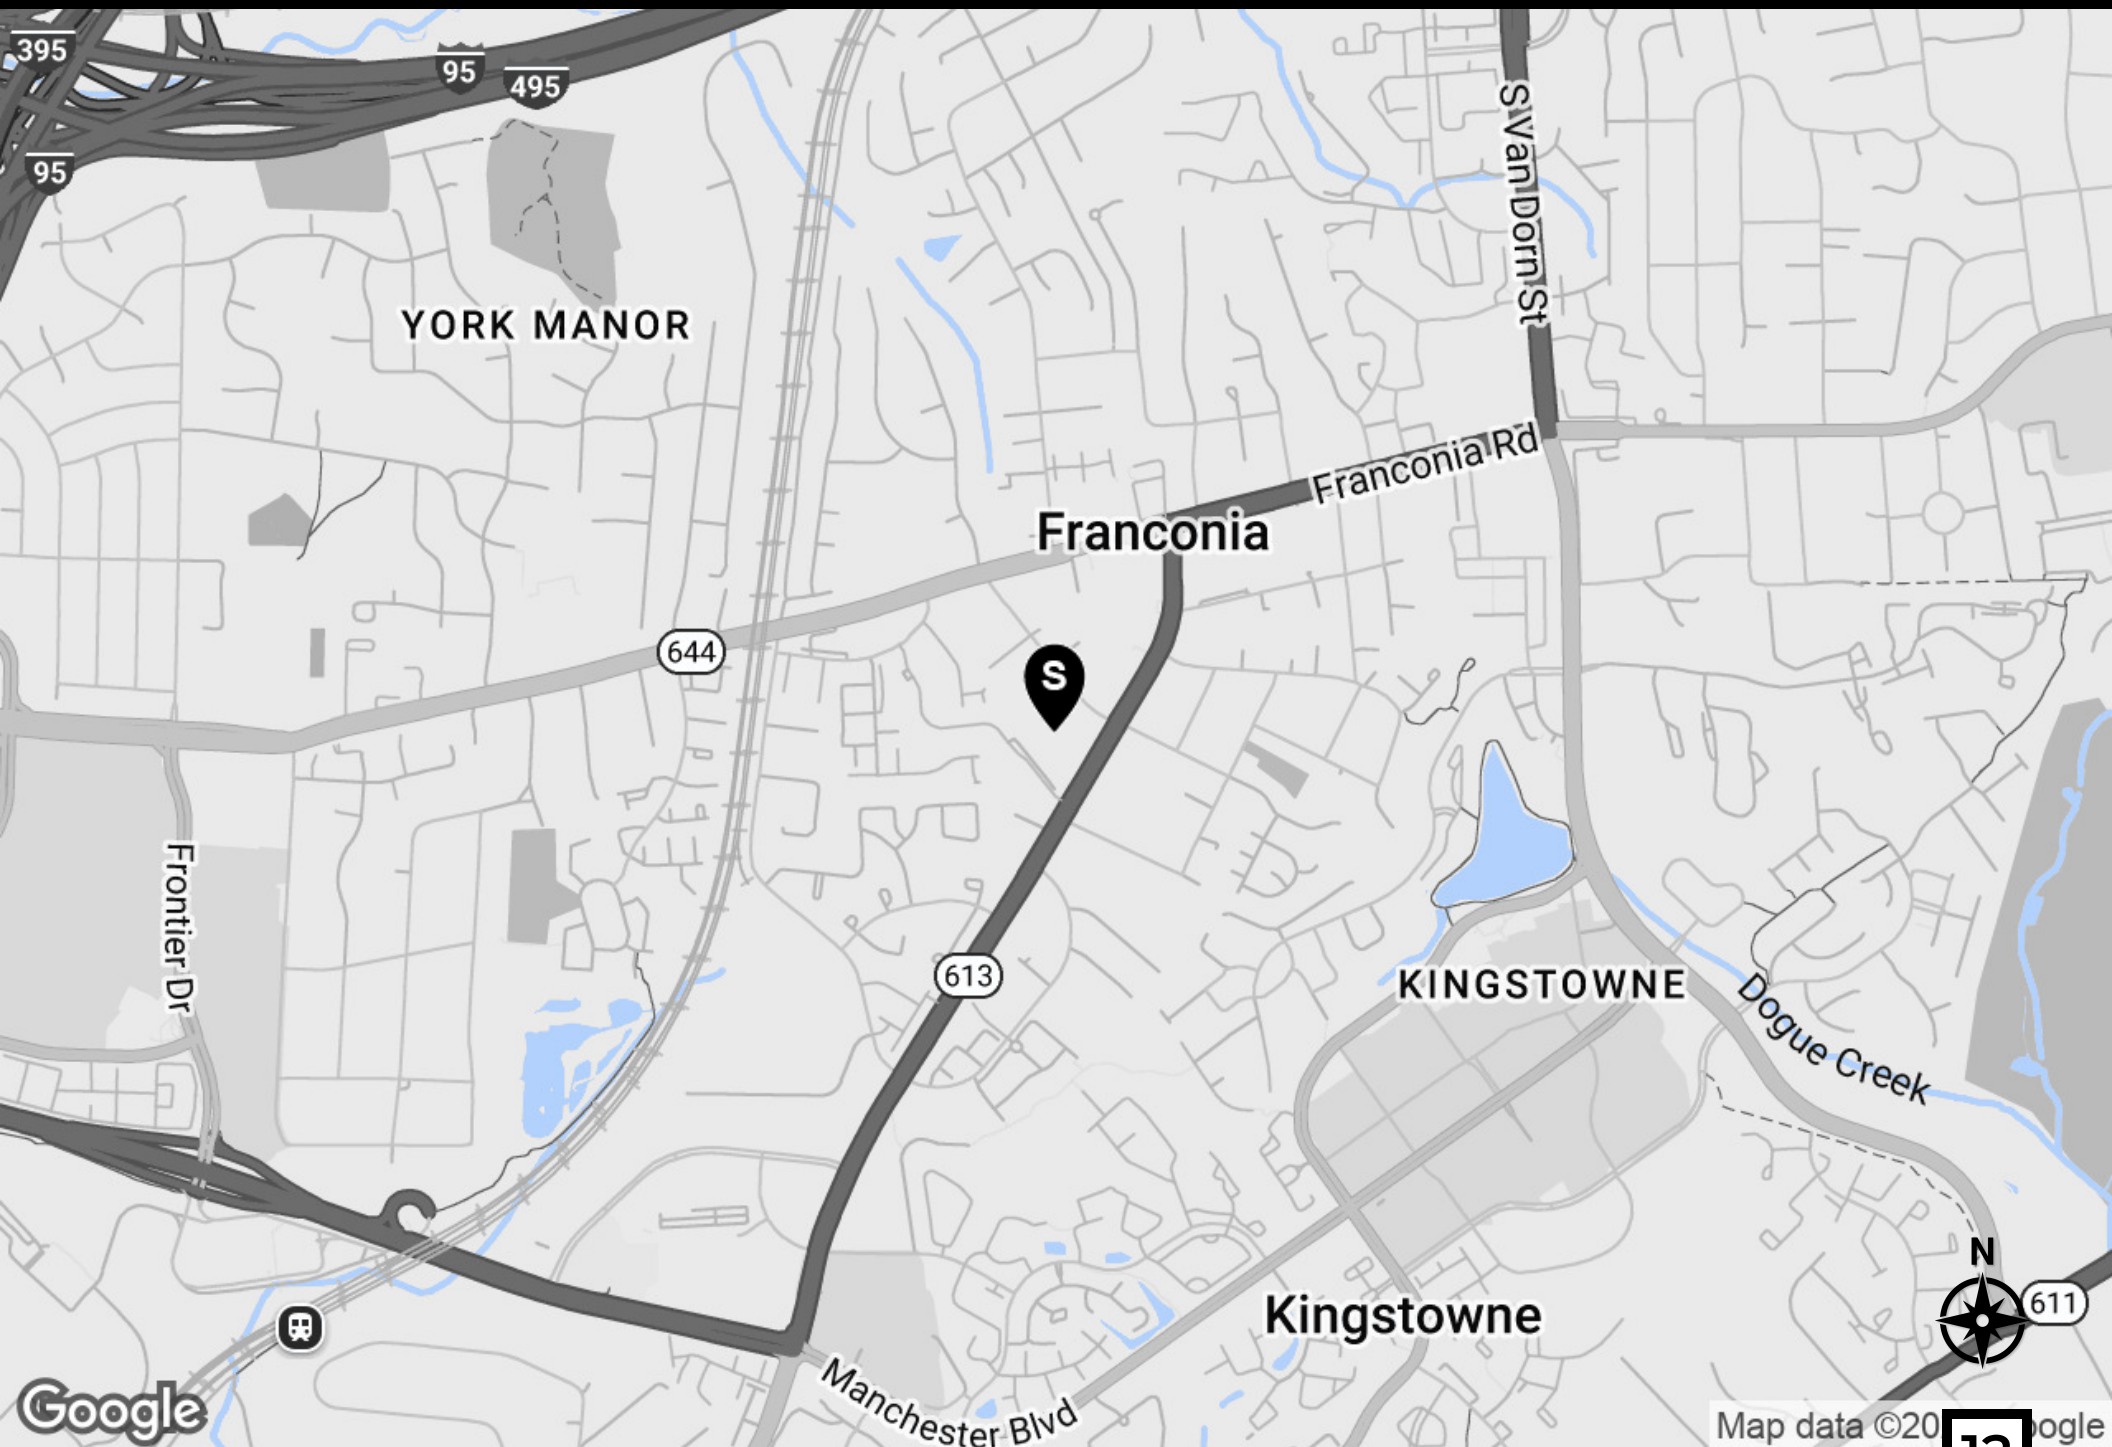 395
95
495
95
S Van Dorn St
YORK MANOR
Franconia Rd
Franconia
644
S
Frontier Dr
613
KINGSTOWNE
Dogue Creek
N
611
Kingstowne
Manchester Blvd
Google
Map data ©20